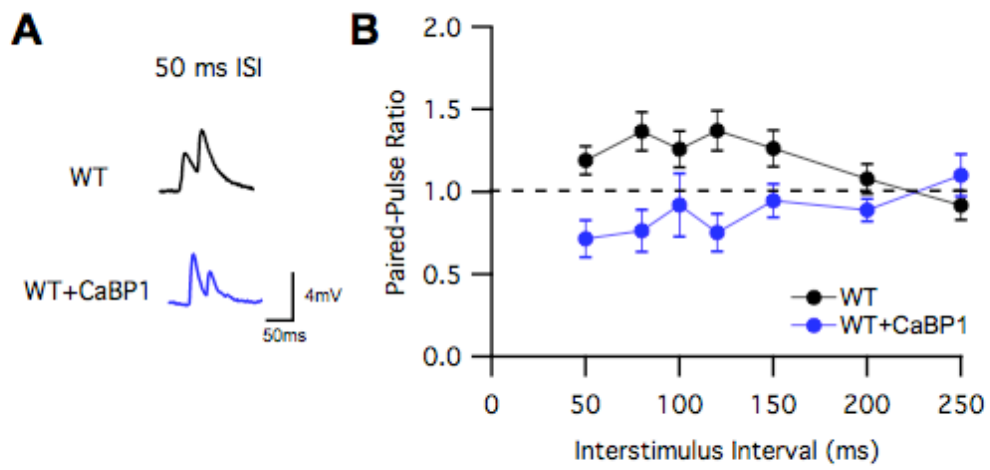 A
50 ms ISI
WT
WT+CaBP1
4mV
50ms
B
Paired-Pulse Ratio
2.0
1.5
1.0
0.5
0.0
WT
WT+CaBP1
0 50 100 150 200 250
Interstimulus Interval (ms)